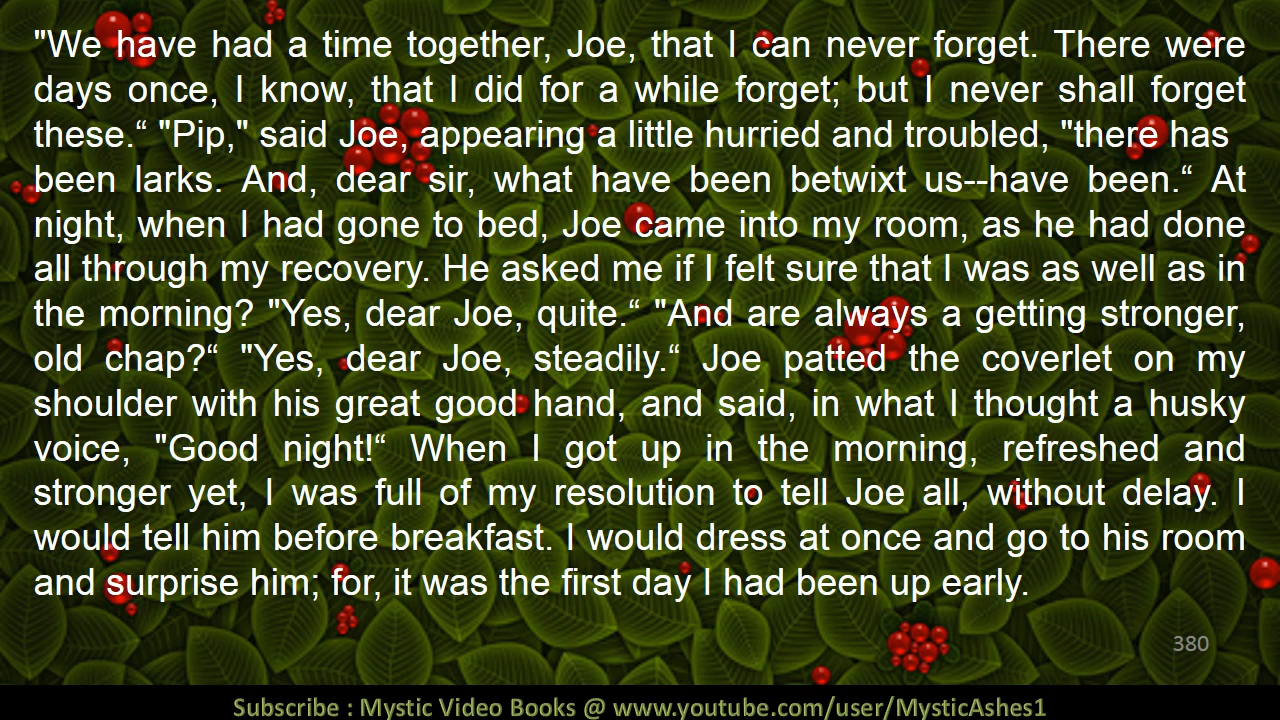 "We have had a time together, Joe, that I can never forget. There were
days once, I know, that I did for a while forget; but I never shall forget
these.“ "Pip," said Joe, appearing a little hurried and troubled, "there has
been larks. And, dear sir, what have been betwixt us--have been.“ At
night, when I had gone to bed, Joe came into my room, as he had done
all through my recovery. He asked me if I felt sure that I was as well as in
the morning? "Yes, dear Joe, quite.“ "And are always a getting stronger,
old chap?“ "Yes, dear Joe, steadily.“ Joe patted the coverlet on my
shoulder with his great good hand, and said, in what I thought a husky
voice, "Good night!“ When I got up in the morning, refreshed and
stronger yet, I was full of my resolution to tell Joe all, without delay. I
would tell him before breakfast. I would dress at once and go to his room
and surprise him; for, it was the first day I had been up early.
380
Subscribe : Mystic Video Books @ www.youtube.com/user/MysticAshes1